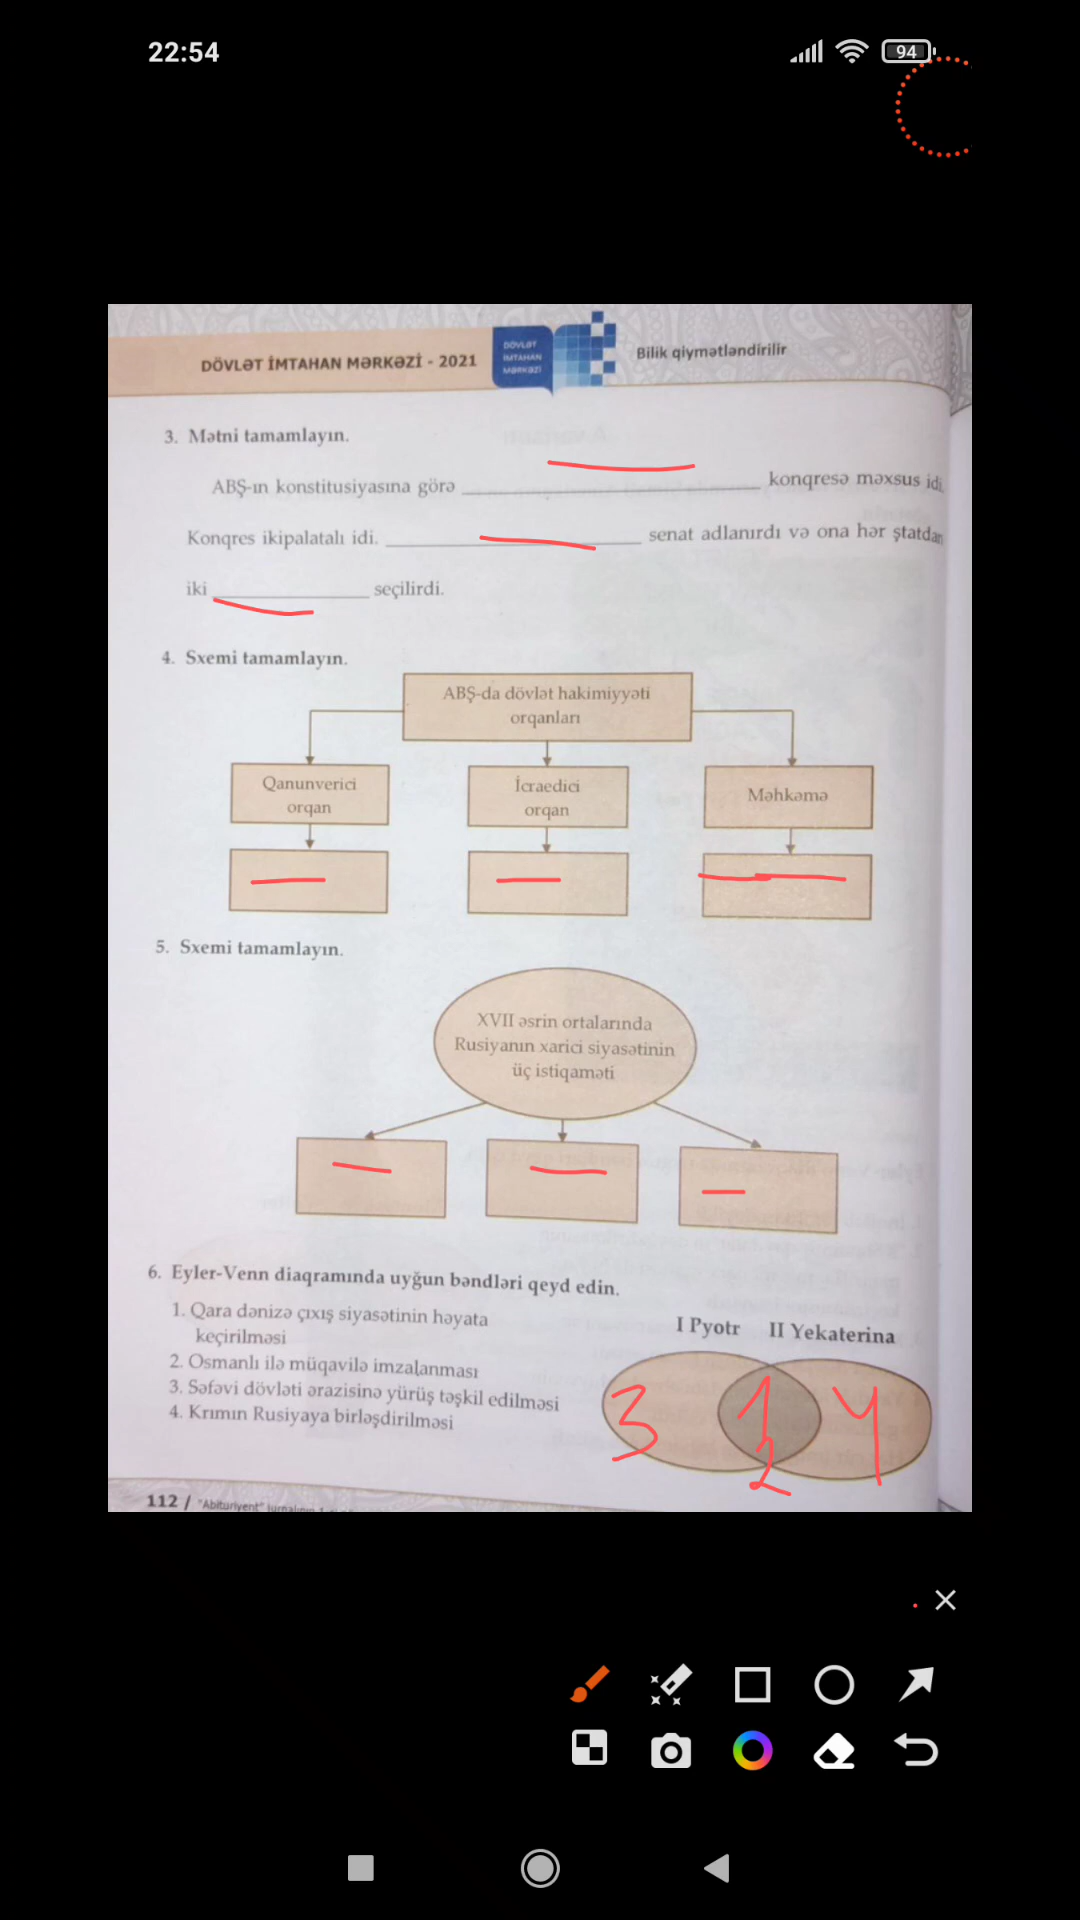 22:54
94
DÖVLƏT İMTAHAN MƏRKƏZİ - 2021
DÖVLƏT
İMTAHAN
MƏRKƏZİ
Bilik qiymətləndirilir
3. Mətni tamamlayın.
ABŞ-ın konstitusiyasına görə ______ konqresə məxsus idi.
Konqres ikipalatalı idi. ______ senat adlanırdı və ona hər ştatdan
iki ______ seçilirdi.
4. Sxemi tamamlayın.
ABŞ-da dövlət hakimiyyəti
orqanları
Qanunverici
orqan
İcraedici
orqan
Məhkəmə
5. Sxemi tamamlayın.
XVII əsrin ortalarında
Rusiyanın xarici siyasətinin
üç istiqaməti
6. Eyler-Venn diaqramında uyğun bəndləri qeyd edin.
1. Qara dənizə çıxış siyasətinin həyata
keçirilməsi
2. Osmanlı ilə müqavilə imzalanması
3. Səfəvi dövləti ərazisinə yürüş təşkil edilməsi
4. Krımın Rusiyaya birləşdirilməsi
I Pyotr II Yekaterina
3 1 4
2
112 / "Abituriyent" jurnalının